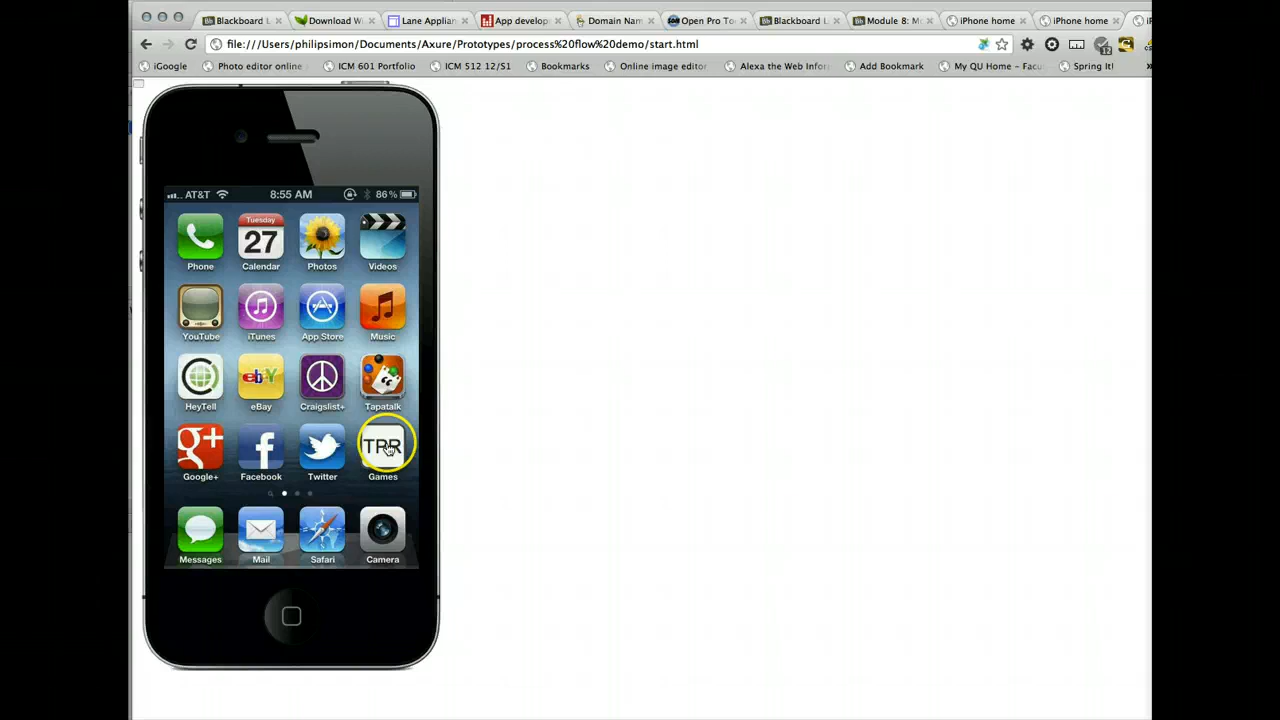 Blackboard L
Download Wi
Lane Applian
App develop
Domain Nam
Open Pro To
Blackboard L
Module 8: M
iPhone home
iPhone home
file:///Users/philipsimon/Documents/Axure/Prototypes/process%20flow%20demo/start.html
12
iGoogle
Photo editor online
ICM 601 Portfolio
ICM 512 12/S1
Bookmarks
Online image editor
Alexa the Web Infor
Add Bookmark
My QU Home – Facu
Spring It!
»
AT&T
8:55 AM
86%
Tuesday
27
Phone
Calendar
Photos
Videos
YouTube
iTunes
App Store
Music
ebY
HeyTell
eBay
Craigslist+
Tapatalk
g+
f
TPR
Google+
Facebook
Twitter
Games
Messages
Mail
Safari
Camera